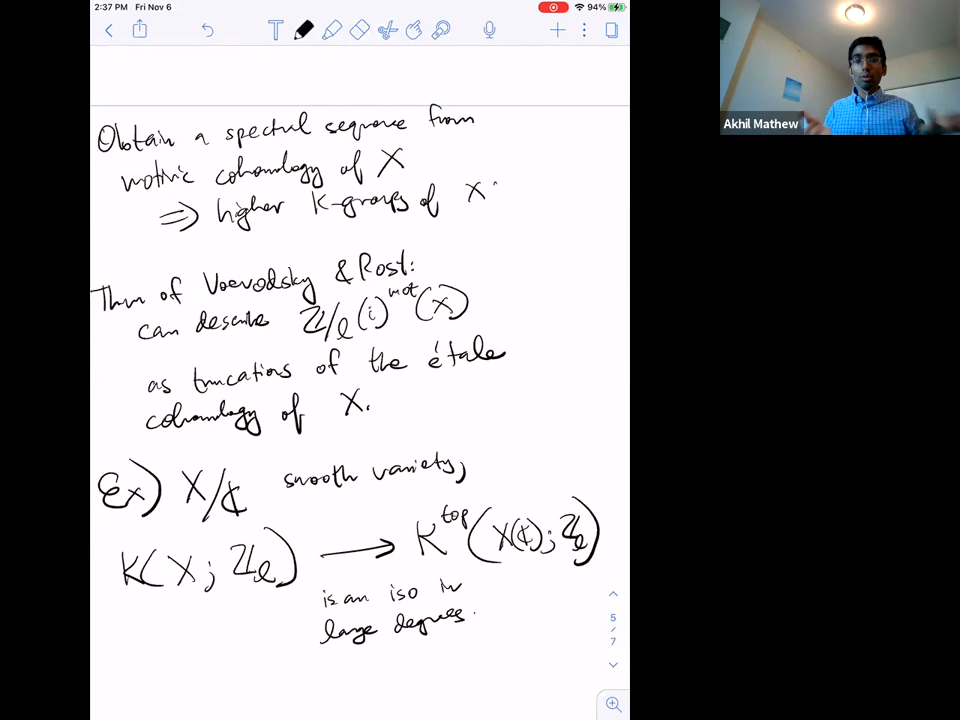 2:37 PM Fri Nov 6
94%
T
Obtain a spectral sequence from
motivic cohomology of X
⇒ higher K-groups of X.
Thm of Voevodsky & Rost:
can describe ℤ/ℓ(i)^mot(X)
as truncations of the étale
cohomology of X.
Ex) X/ℂ smooth variety,
K(X; ℤ_ℓ) → K^top(X(ℂ); ℤ_ℓ)
is an iso in
large degrees.
5
/
7
Akhil Mathew